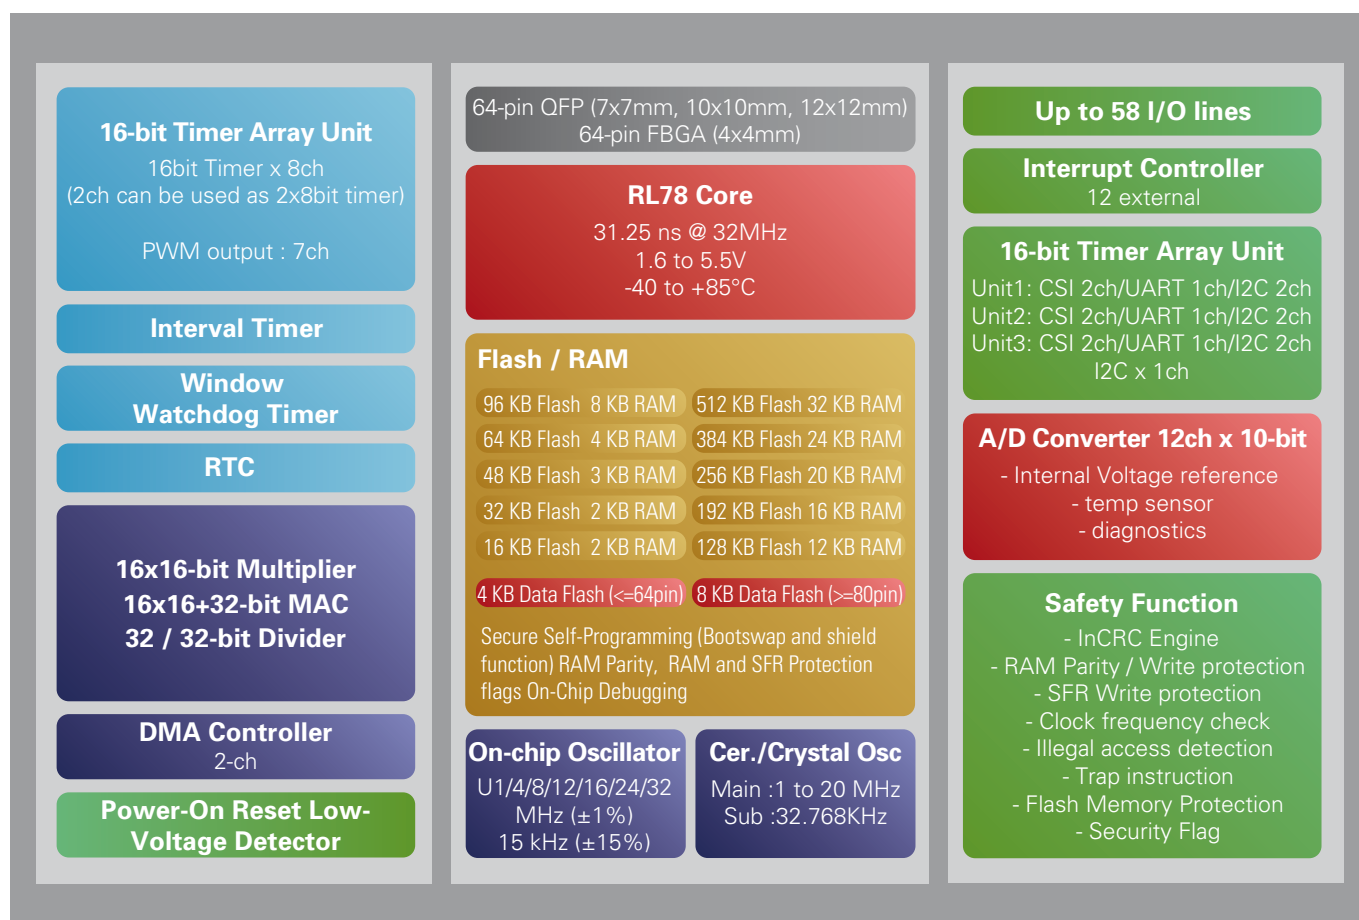 16-bit Timer Array Unit
16bit Timer x 8ch
(2ch can be used as 2x8bit timer)
PWM output : 7ch
Interval Timer
Window
Watchdog Timer
RTC
16x16-bit Multiplier
16x16+32-bit MAC
32 / 32-bit Divider
DMA Controller
2-ch
Power-On Reset Low-
Voltage Detector
64-pin QFP (7x7mm, 10x10mm, 12x12mm)
64-pin FBGA (4x4mm)
RL78 Core
31.25 ns @ 32MHz
1.6 to 5.5V
-40 to +85°C
Flash / RAM
96 KB Flash 8 KB RAM
512 KB Flash 32 KB RAM
64 KB Flash 4 KB RAM
384 KB Flash 24 KB RAM
48 KB Flash 3 KB RAM
256 KB Flash 20 KB RAM
32 KB Flash 2 KB RAM
192 KB Flash 16 KB RAM
16 KB Flash 2 KB RAM
128 KB Flash 12 KB RAM
4 KB Data Flash (<=64pin)
8 KB Data Flash (>=80pin)
Secure Self-Programming (Bootswap and shield
function) RAM Parity, RAM and SFR Protection
flags On-Chip Debugging
On-chip Oscillator
U1/4/8/12/16/24/32
MHz (±1%)
15 kHz (±15%)
Cer./Crystal Osc
Main :1 to 20 MHz
Sub :32.768KHz
Up to 58 I/O lines
Interrupt Controller
12 external
16-bit Timer Array Unit
Unit1: CSI 2ch/UART 1ch/I2C 2ch
Unit2: CSI 2ch/UART 1ch/I2C 2ch
Unit3: CSI 2ch/UART 1ch/I2C 2ch
I2C x 1ch
A/D Converter 12ch x 10-bit
- Internal Voltage reference
- temp sensor
- diagnostics
Safety Function
- InCRC Engine
- RAM Parity / Write protection
- SFR Write protection
- Clock frequency check
- Illegal access detection
- Trap instruction
- Flash Memory Protection
- Security Flag